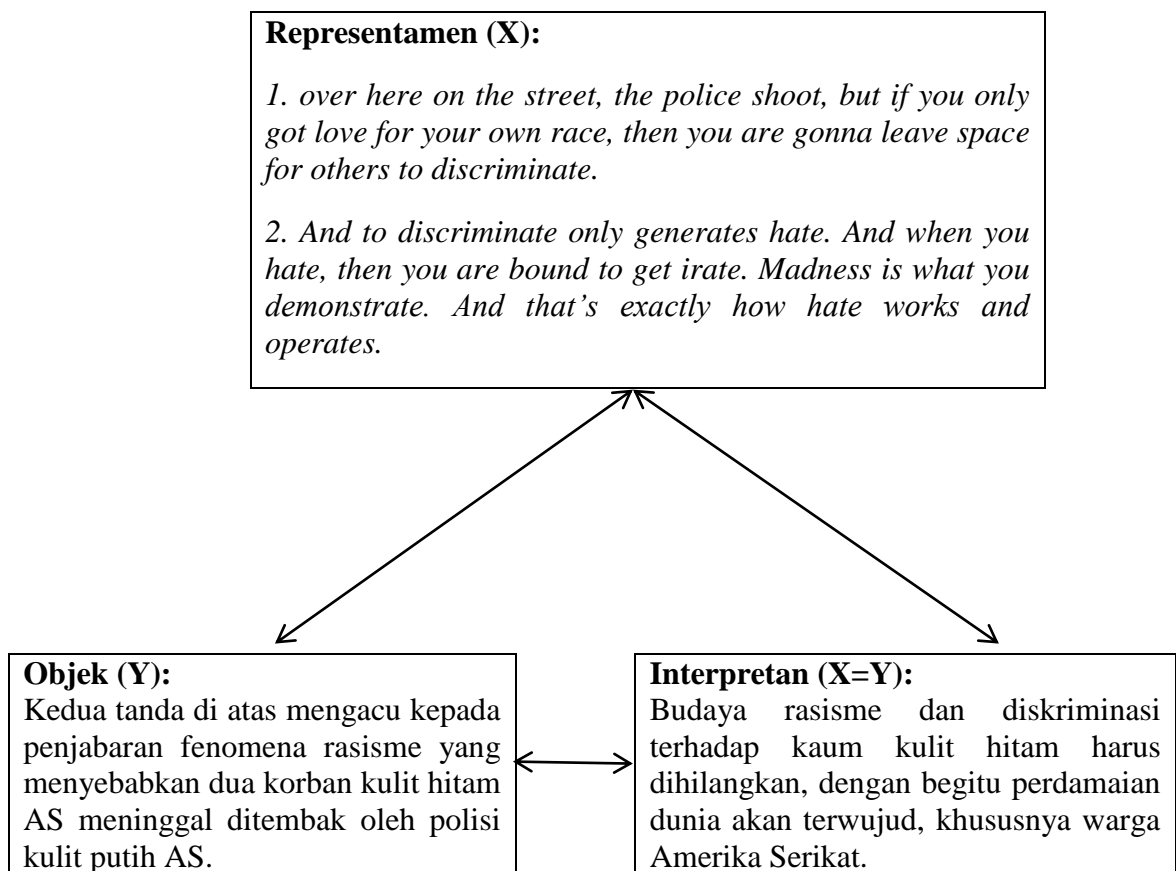 Representamen (X):
1. over here on the street, the police shoot, but if you only
got love for your own race, then you are gonna leave space
for others to discriminate.
2. And to discriminate only generates hate. And when you
hate, then you are bound to get irate. Madness is what you
demonstrate. And that’s exactly how hate works and
operates.
Objek (Y):
Kedua tanda di atas mengacu kepada
penjabaran fenomena rasisme yang
menyebabkan dua korban kulit hitam
AS meninggal ditembak oleh polisi
kulit putih AS.
Interpretan (X=Y):
Budaya rasisme dan diskriminasi
terhadap kaum kulit hitam harus
dihilangkan, dengan begitu perdamaian
dunia akan terwujud, khususnya warga
Amerika Serikat.